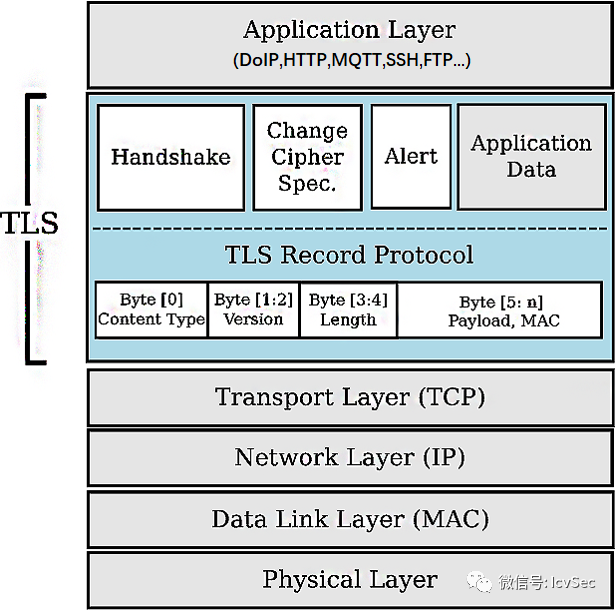 Application Layer
(DoIP,HTTP,MQTT,SSH,FTP...)
TLS
Handshake
Change
Cipher
Spec.
Alert
Application
Data
TLS Record Protocol
Byte [0]
Content Type
Byte [1:2]
Version
Byte [3:4]
Length
Byte [5: n]
Payload, MAC
Transport Layer (TCP)
Network Layer (IP)
Data Link Layer (MAC)
Physical Layer
微信号: IcvSec